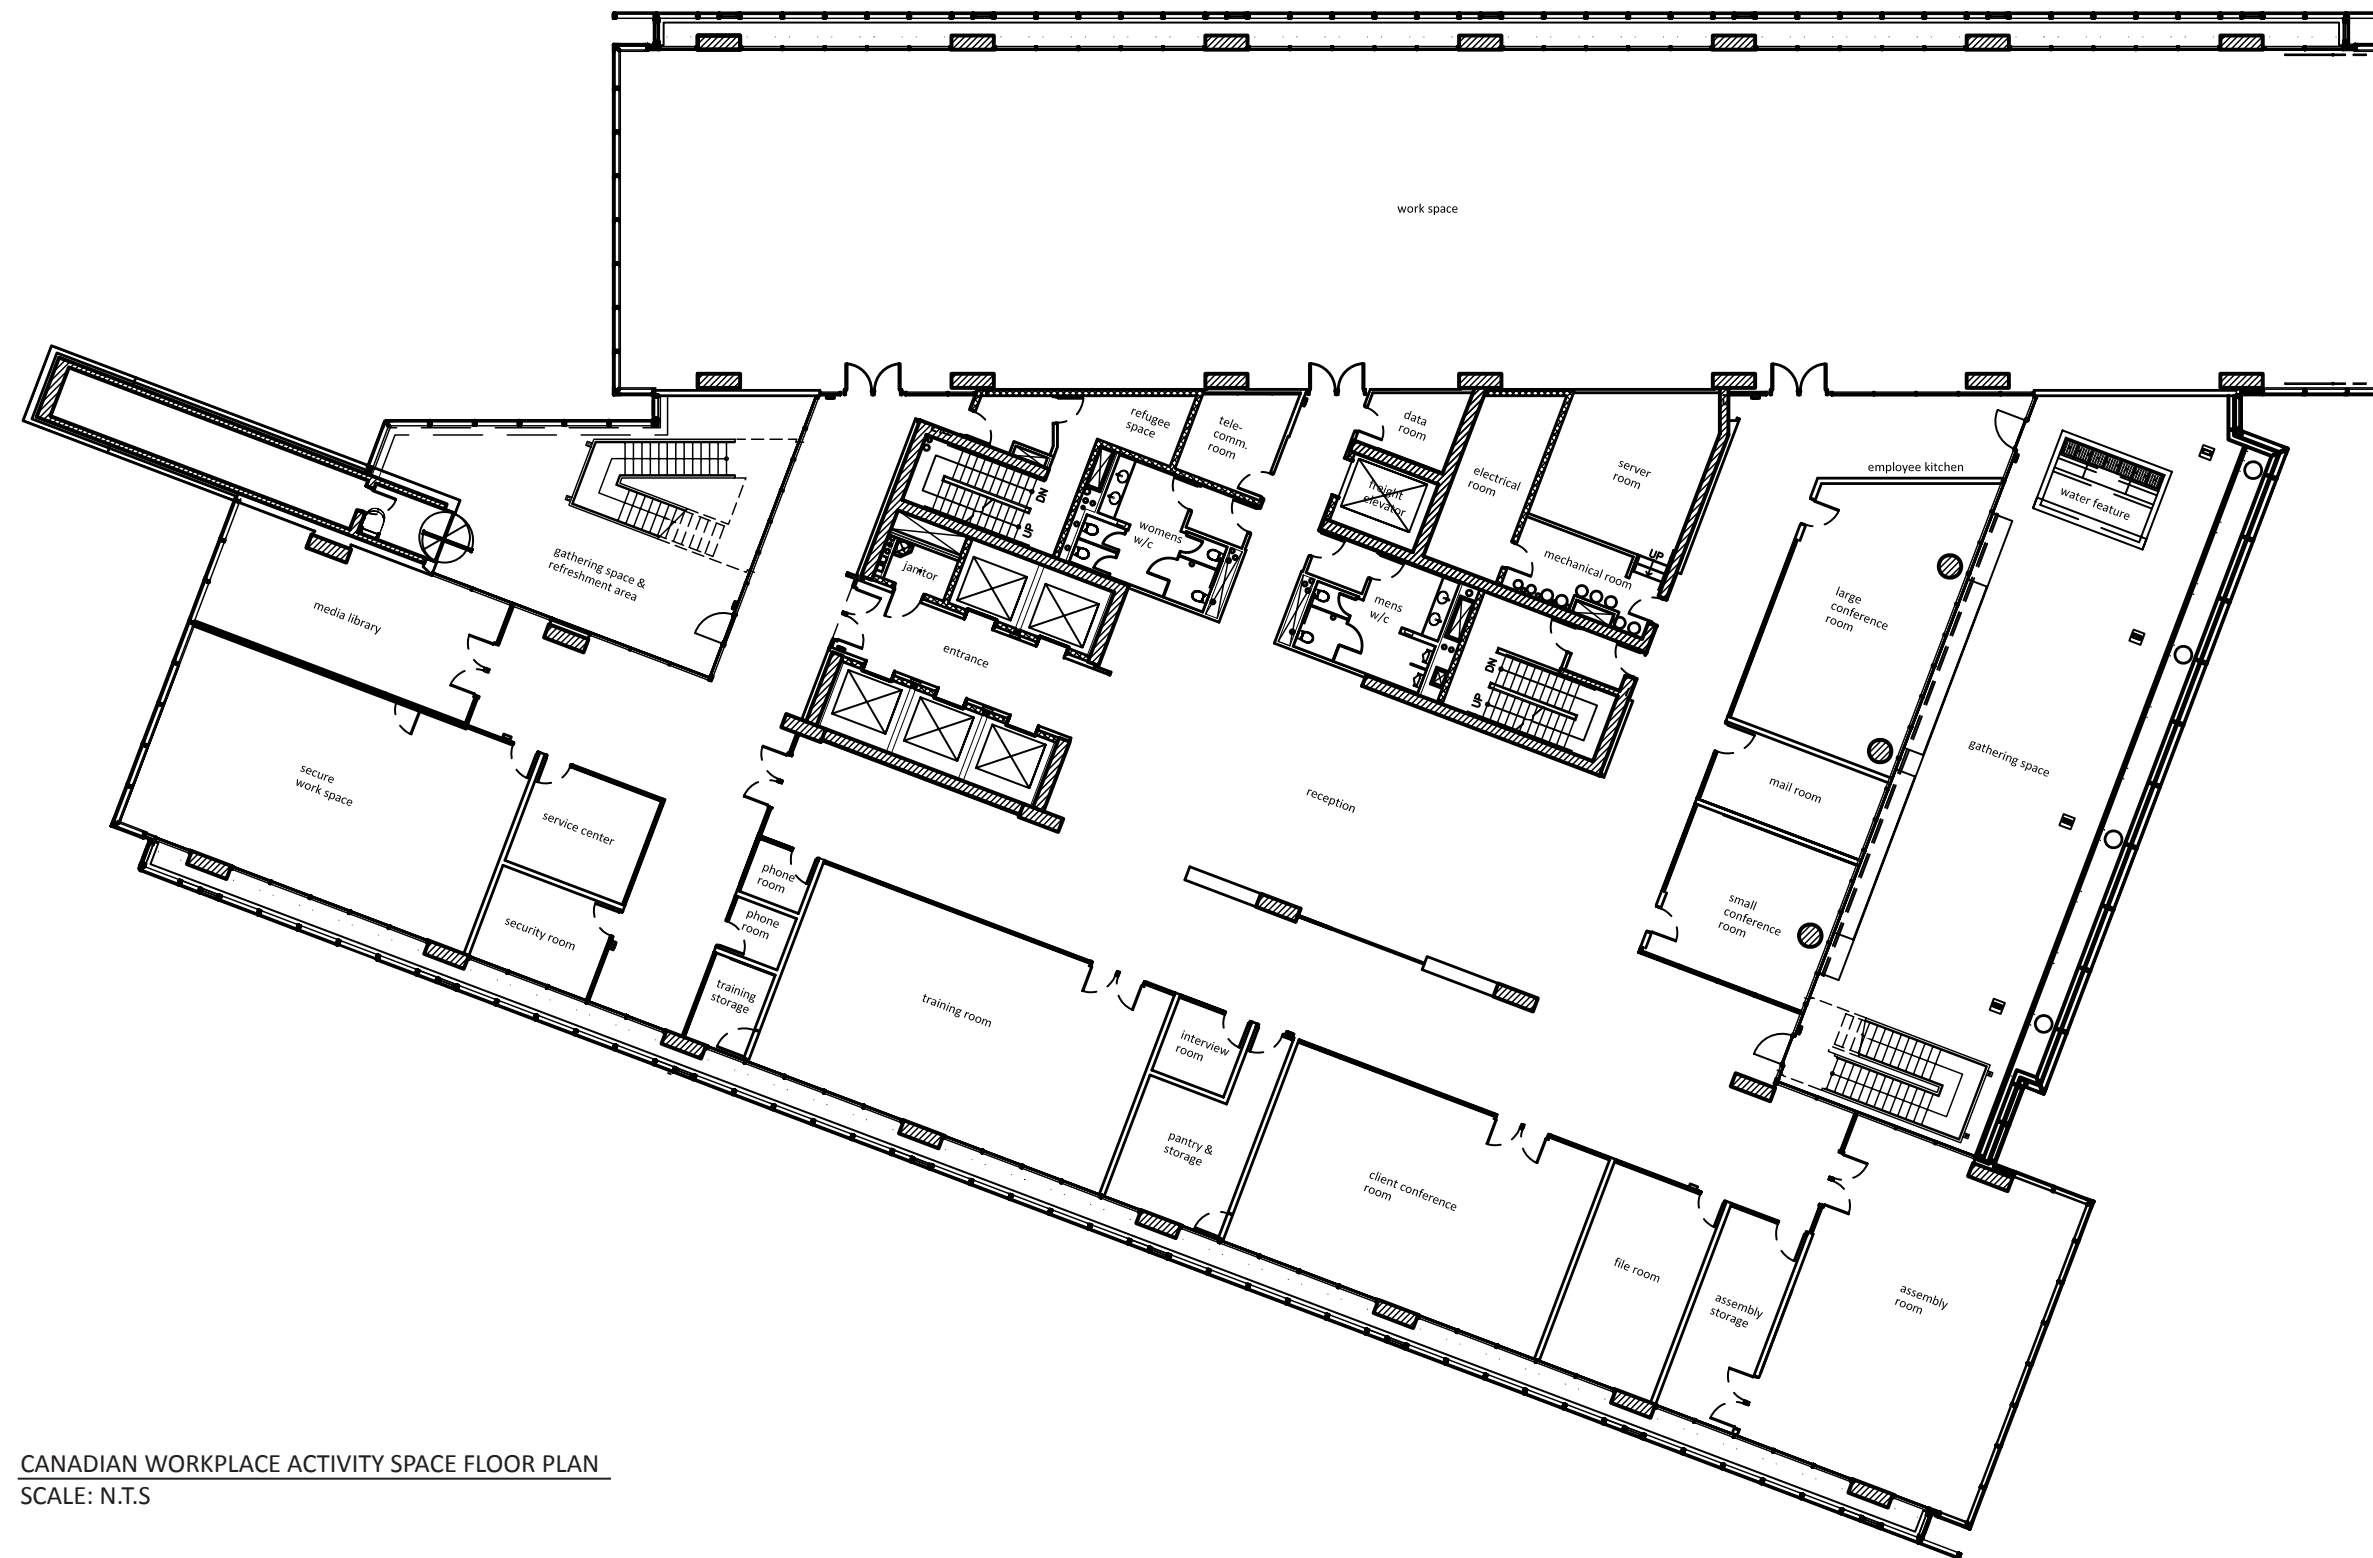 work space
refugee
space
tele-
comm.
room
data
room
electrical
room
server
room
employee kitchen
water feature
freight
elevator
DN
UP
womens
w/c
mechanical room
UP
gathering space &
refreshment area
janitor
mens
w/c
large
conference
room
media library
entrance
DN
UP
gathering space
secure
work space
reception
mail room
service center
phone
room
small
conference
room
security room
phone
room
training
storage
training room
interview
room
pantry &
storage
client conference
room
file room
assembly
storage
assembly
room
CANADIAN WORKPLACE ACTIVITY SPACE FLOOR PLAN
SCALE: N.T.S